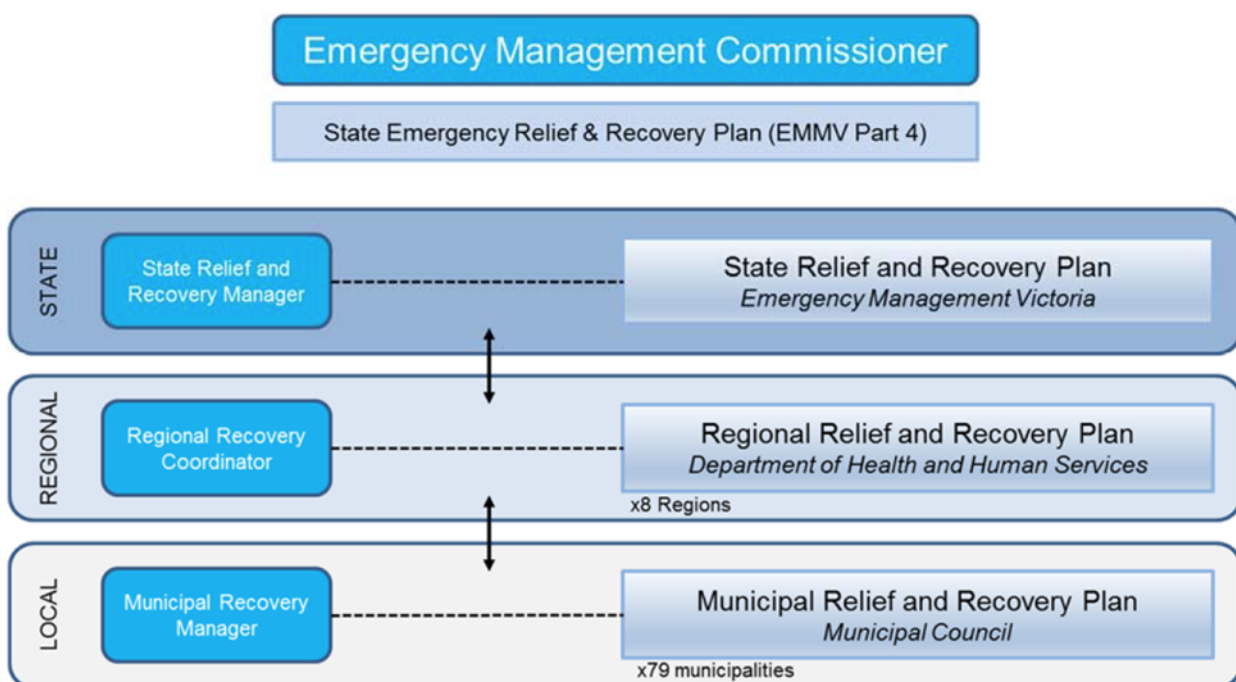 Emergency Management Commissioner
State Emergency Relief & Recovery Plan (EMMV Part 4)
STATE
State Relief and
Recovery Manager
State Relief and Recovery Plan
Emergency Management Victoria
REGIONAL
Regional Recovery
Coordinator
Regional Relief and Recovery Plan
Department of Health and Human Services
x8 Regions
LOCAL
Municipal Recovery
Manager
Municipal Relief and Recovery Plan
Municipal Council
x79 municipalities